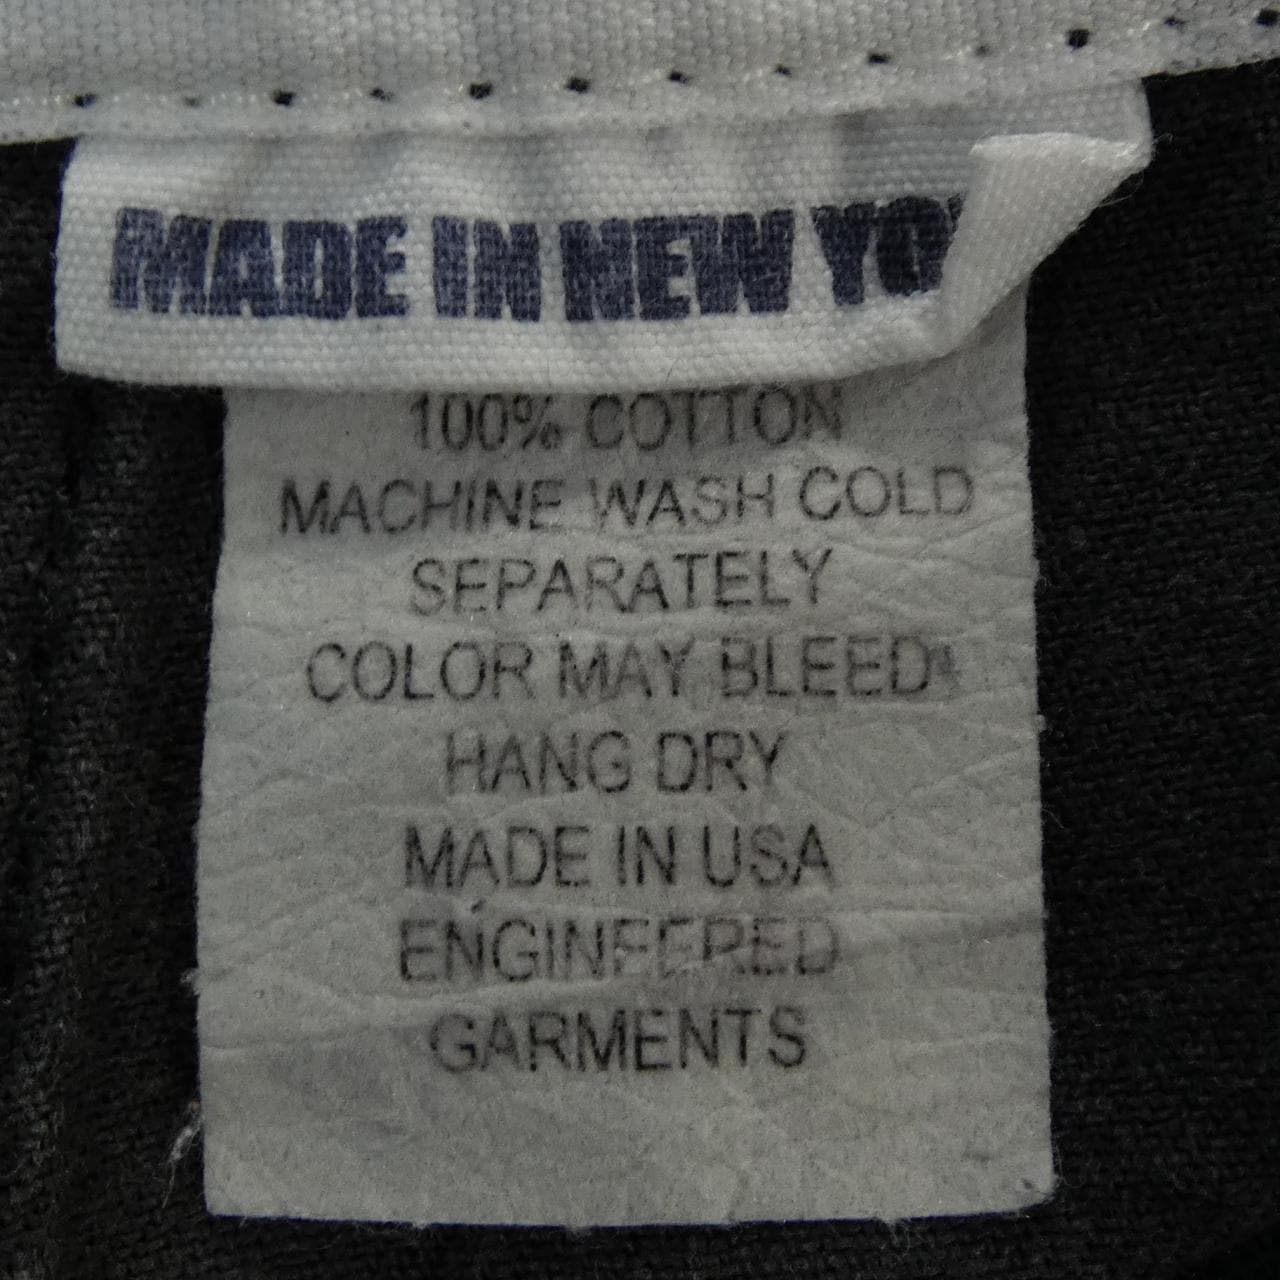 MADE IN NEW YO
100% COTTON
MACHINE WASH COLD
SEPARATELY
COLOR MAY BLEED
HANG DRY
MADE IN USA
ENGINEERED
GARMENTS